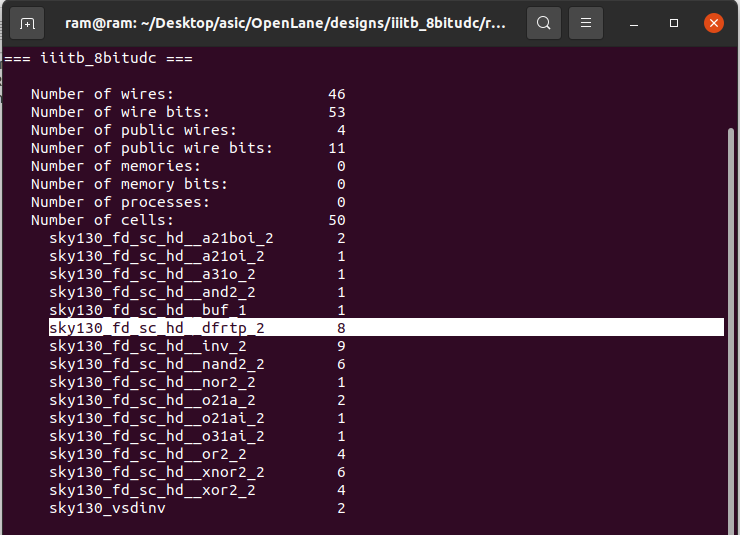 ram@ram: ~/Desktop/asic/OpenLane/designs/iiitb_8bitudc/r...
=== iiitb_8bitudc ===
Number of wires: 46
Number of wire bits: 53
Number of public wires: 4
Number of public wire bits: 11
Number of memories: 0
Number of memory bits: 0
Number of processes: 0
Number of cells: 50
sky130_fd_sc_hd__a21boi_2 2
sky130_fd_sc_hd__a21oi_2 1
sky130_fd_sc_hd__a31o_2 1
sky130_fd_sc_hd__and2_2 1
sky130_fd_sc_hd__buf_1 1
sky130_fd_sc_hd__dfrtp_2 8
sky130_fd_sc_hd__inv_2 9
sky130_fd_sc_hd__nand2_2 6
sky130_fd_sc_hd__nor2_2 1
sky130_fd_sc_hd__o21a_2 2
sky130_fd_sc_hd__o21ai_2 1
sky130_fd_sc_hd__o31ai_2 1
sky130_fd_sc_hd__or2_2 4
sky130_fd_sc_hd__xnor2_2 6
sky130_fd_sc_hd__xor2_2 4
sky130_vsdinv 2